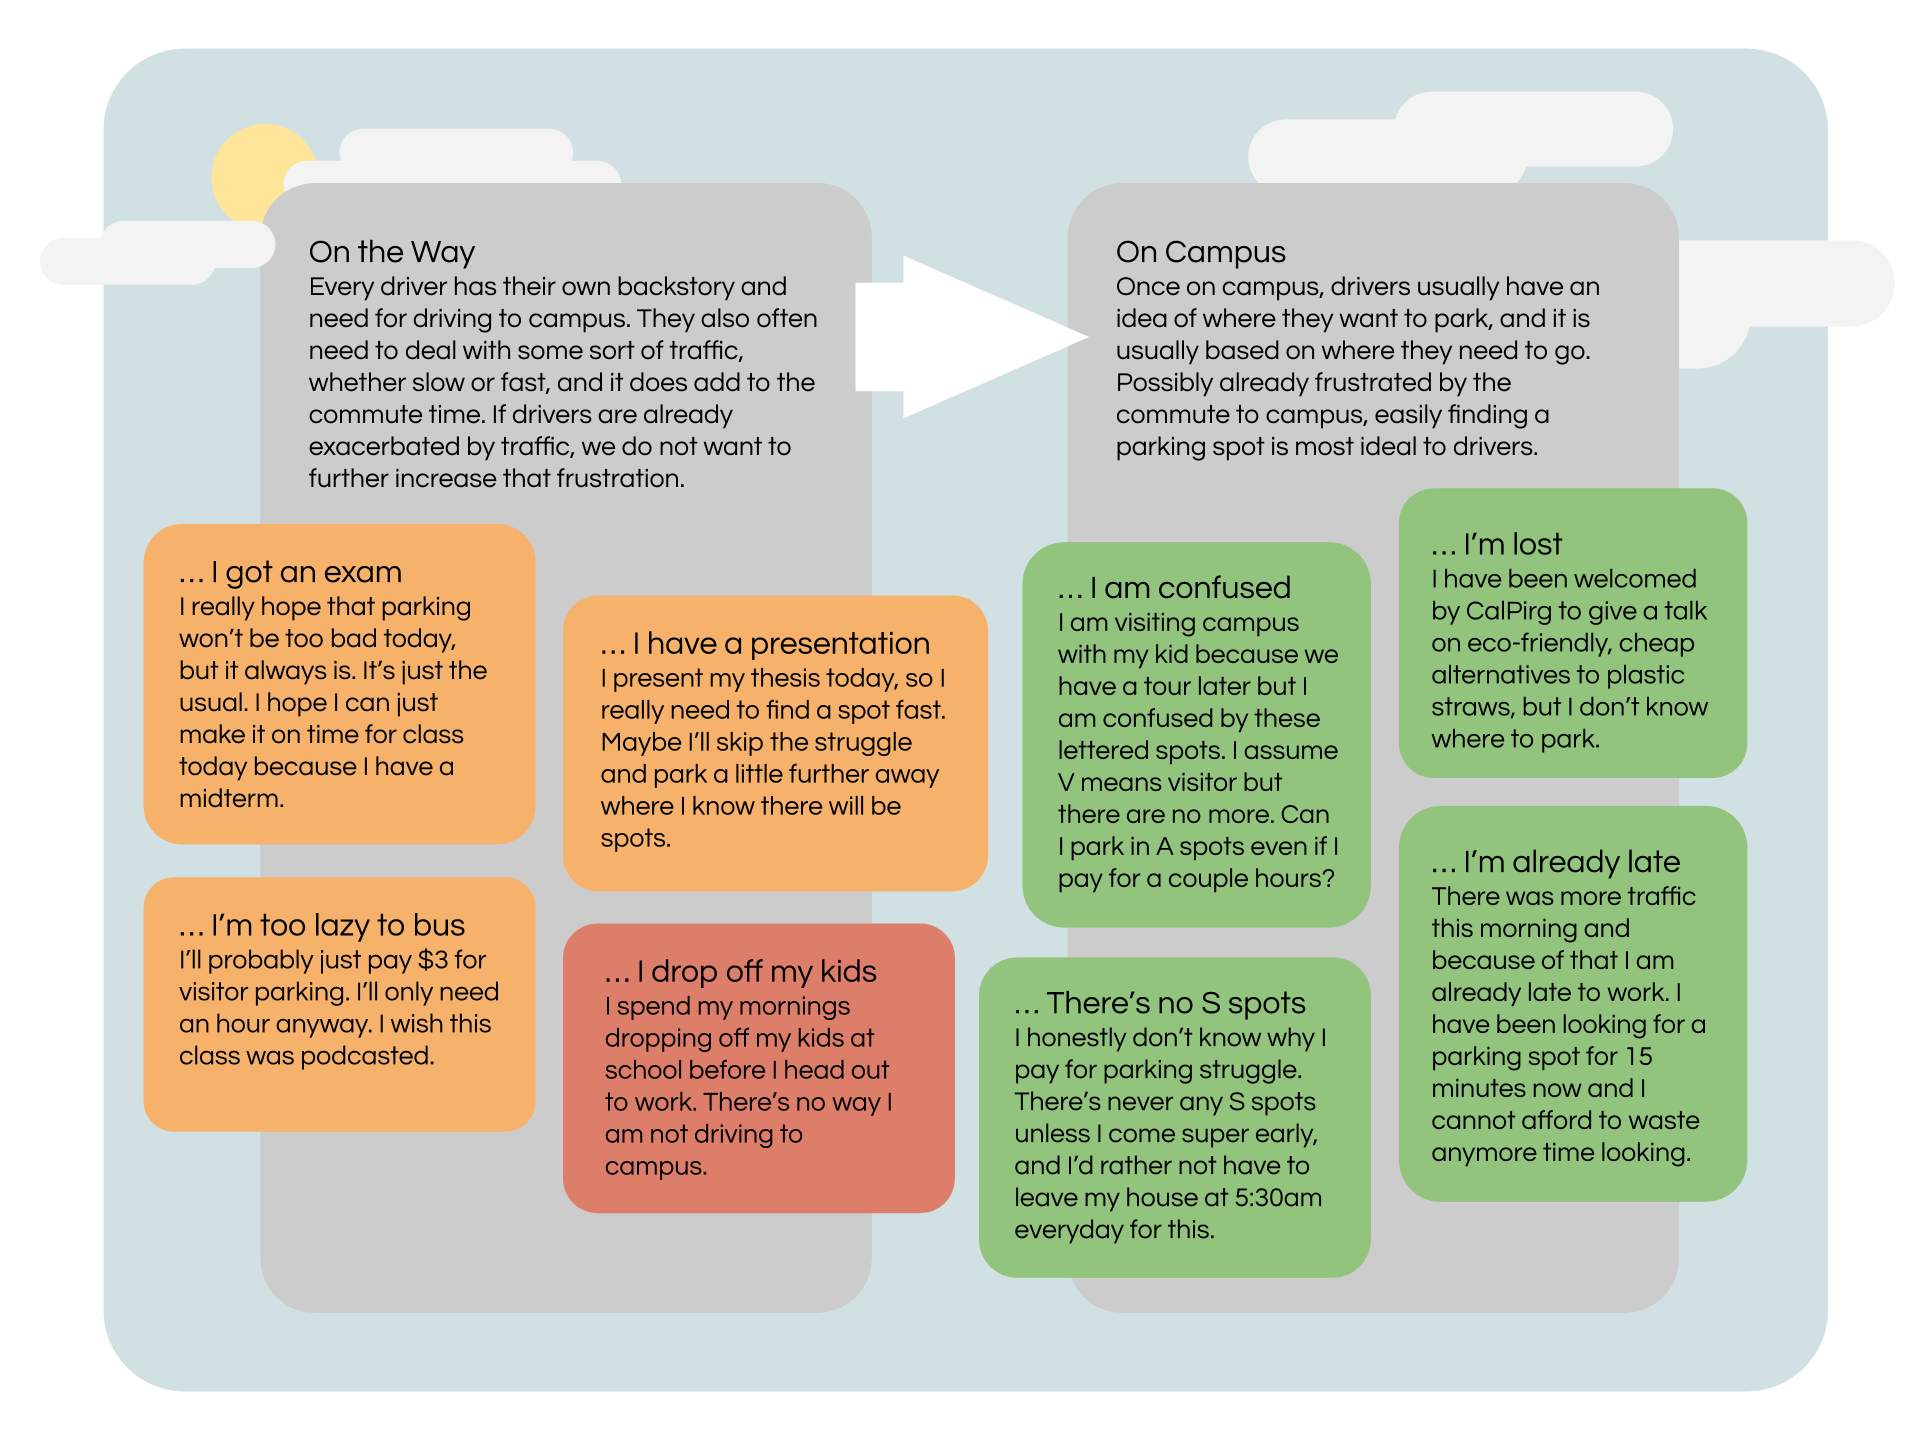 On the Way
Every driver has their own backstory and
need for driving to campus. They also often
need to deal with some sort of traffic,
whether slow or fast, and it does add to the
commute time. If drivers are already
exacerbated by traffic, we do not want to
further increase that frustration.
... I got an exam
I really hope that parking
won't be too bad today,
but it always is. It's just the
usual. I hope I can just
make it on time for class
today because I have a
midterm.
... I have a presentation
I present my thesis today, so I
really need to find a spot fast.
Maybe I'll skip the struggle
and park a little further away
where I know there will be
spots.
... I'm too lazy to bus
I'll probably just pay $3 for
visitor parking. I'll only need
an hour anyway. I wish this
class was podcasted.
... I drop off my kids
I spend my mornings
dropping off my kids at
school before I head out
to work. There's no way I
am not driving to
campus.
On Campus
Once on campus, drivers usually have an
idea of where they want to park, and it is
usually based on where they need to go.
Possibly already frustrated by the
commute to campus, easily finding a
parking spot is most ideal to drivers.
... I am confused
I am visiting campus
with my kid because we
have a tour later but I
am confused by these
lettered spots. I assume
V means visitor but
there are no more. Can
I park in A spots even if I
pay for a couple hours?
... I'm lost
I have been welcomed
by CalPirg to give a talk
on eco-friendly, cheap
alternatives to plastic
straws, but I don't know
where to park.
... There's no S spots
I honestly don't know why I
pay for parking struggle.
There's never any S spots
unless I come super early,
and I'd rather not have to
leave my house at 5:30am
everyday for this.
... I'm already late
There was more traffic
this morning and
because of that I am
already late to work. I
have been looking for a
parking spot for 15
minutes now and I
cannot afford to waste
anymore time looking.